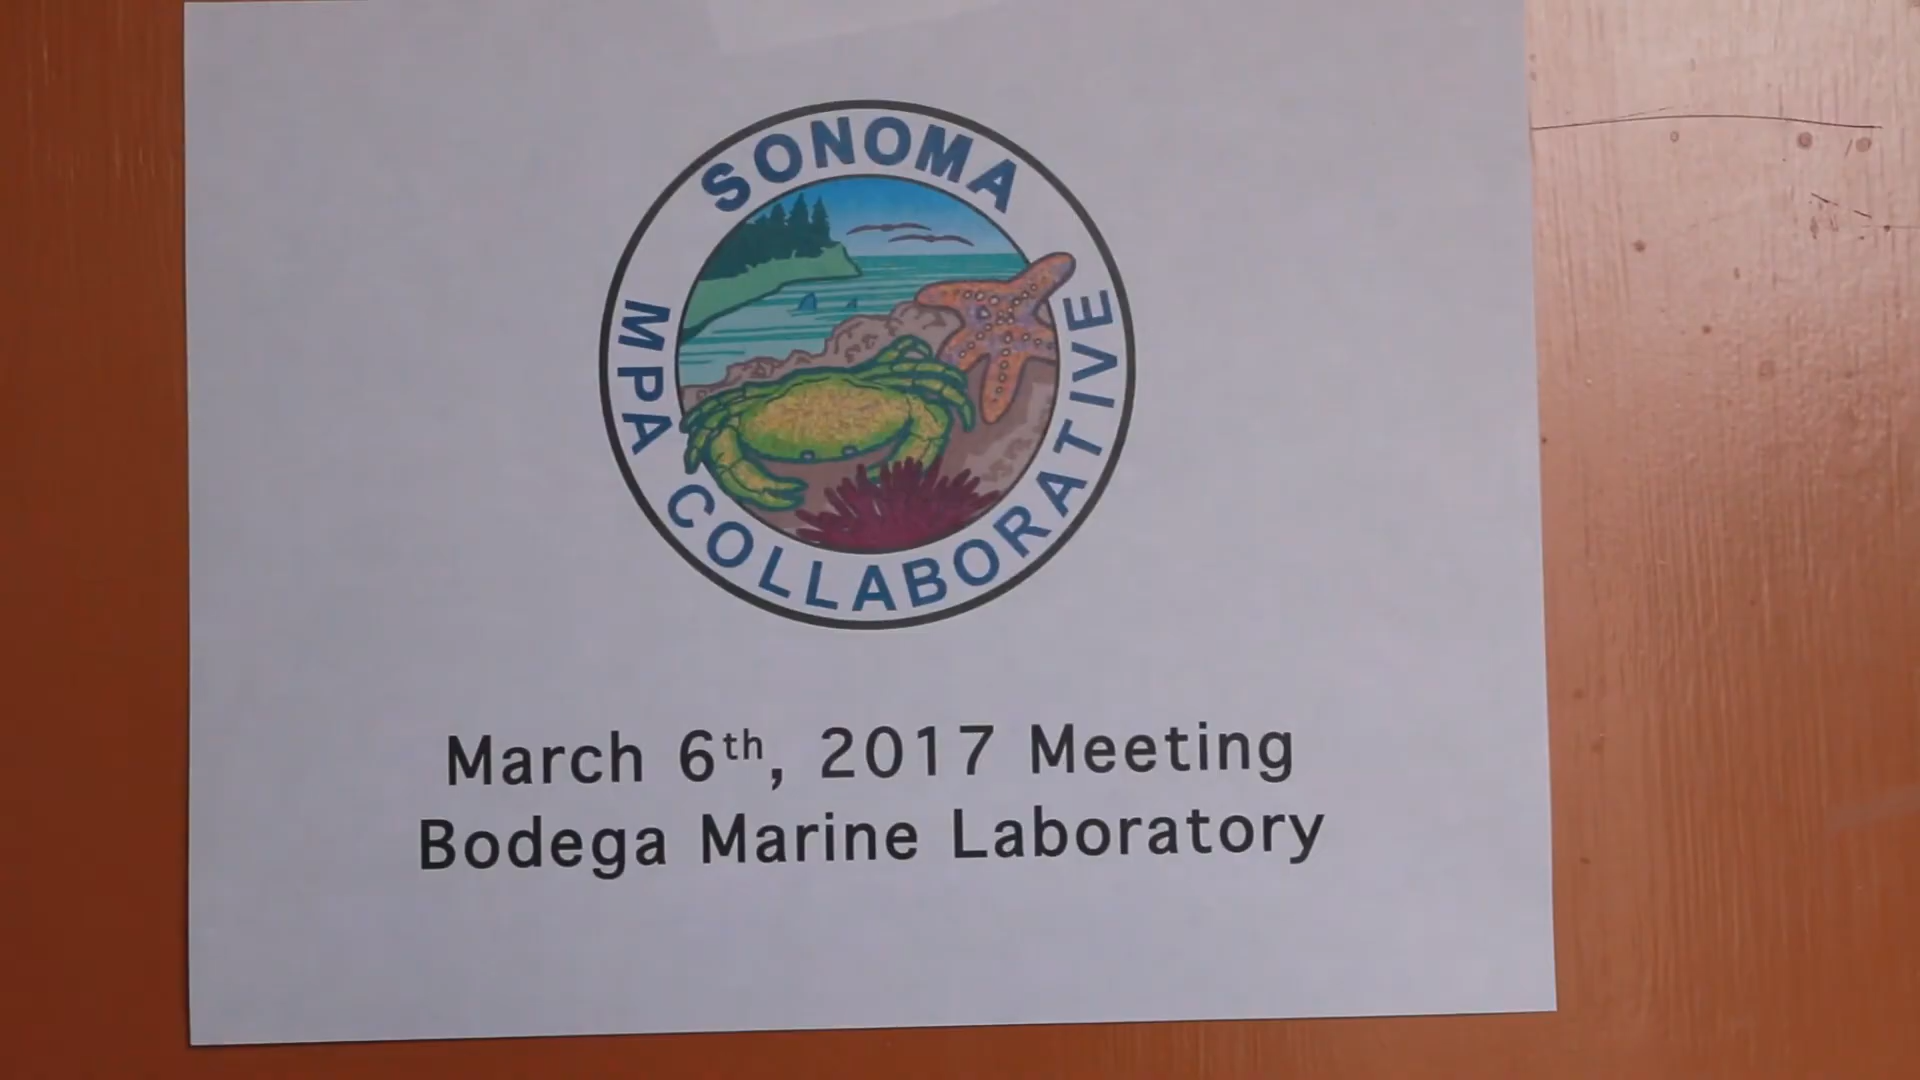 SONOMA
MPA COLLABORATIVE
March 6th, 2017 Meeting
Bodega Marine Laboratory